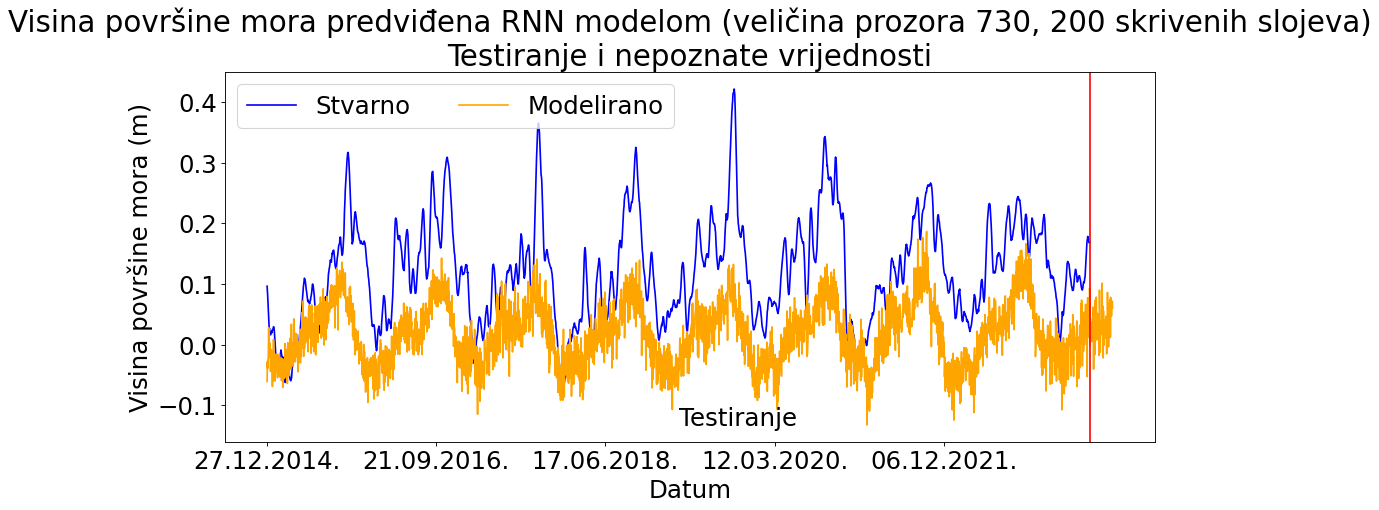 Visina površine mora predviđena RNN modelom (veličina prozora 730, 200 skrivenih slojeva)
Testiranje i nepoznate vrijednosti
Stvarno
Modelirano
Visina površine mora (m)
0.4
0.3
0.2
0.1
0.0
−0.1
Testiranje
27.12.2014.
21.09.2016.
17.06.2018.
12.03.2020.
06.12.2021.
Datum